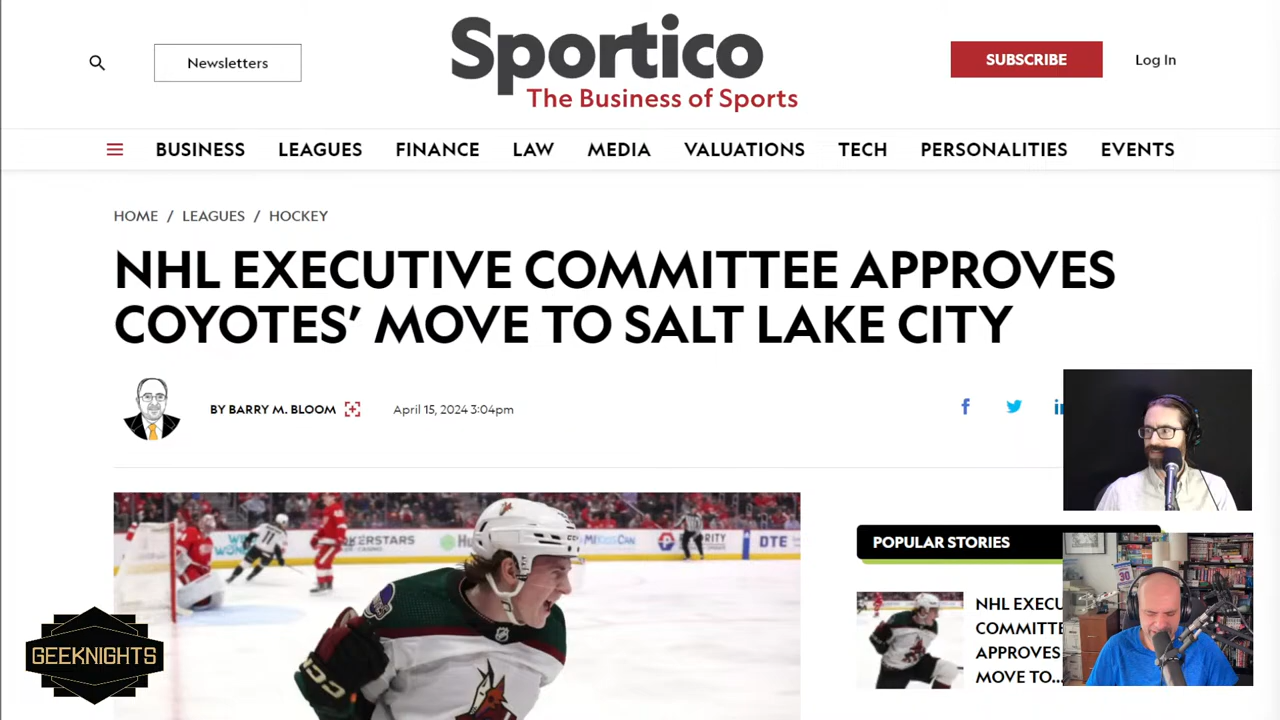 Sportico
The Business of Sports
Newsletters
SUBSCRIBE
Log In
BUSINESS LEAGUES FINANCE LAW MEDIA VALUATIONS TECH PERSONALITIES EVENTS
HOME / LEAGUES / HOCKEY
NHL EXECUTIVE COMMITTEE APPROVES
COYOTES' MOVE TO SALT LAKE CITY
BY BARRY M. BLOOM
April 15, 2024 3:04pm
POPULAR STORIES
NHL EXECU
COMMITTE
APPROVES
MOVE TO...
11
DTE
30
GEEKNIGHTS